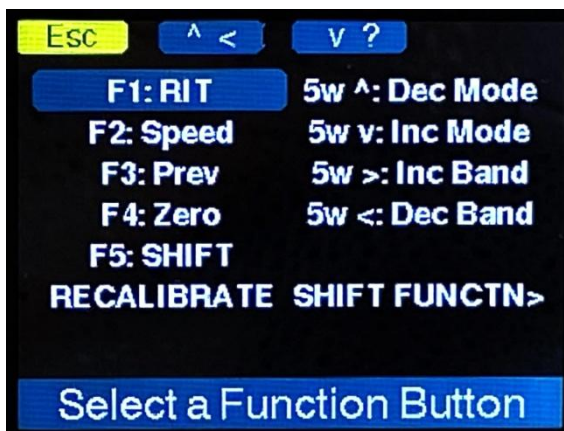 Esc ^ < v ?
F1: RIT 5w ^: Dec Mode
F2: Speed 5w v: Inc Mode
F3: Prev 5w >: Inc Band
F4: Zero 5w <: Dec Band
F5: SHIFT
RECALIBRATE SHIFT FUNCTN>
Select a Function Button